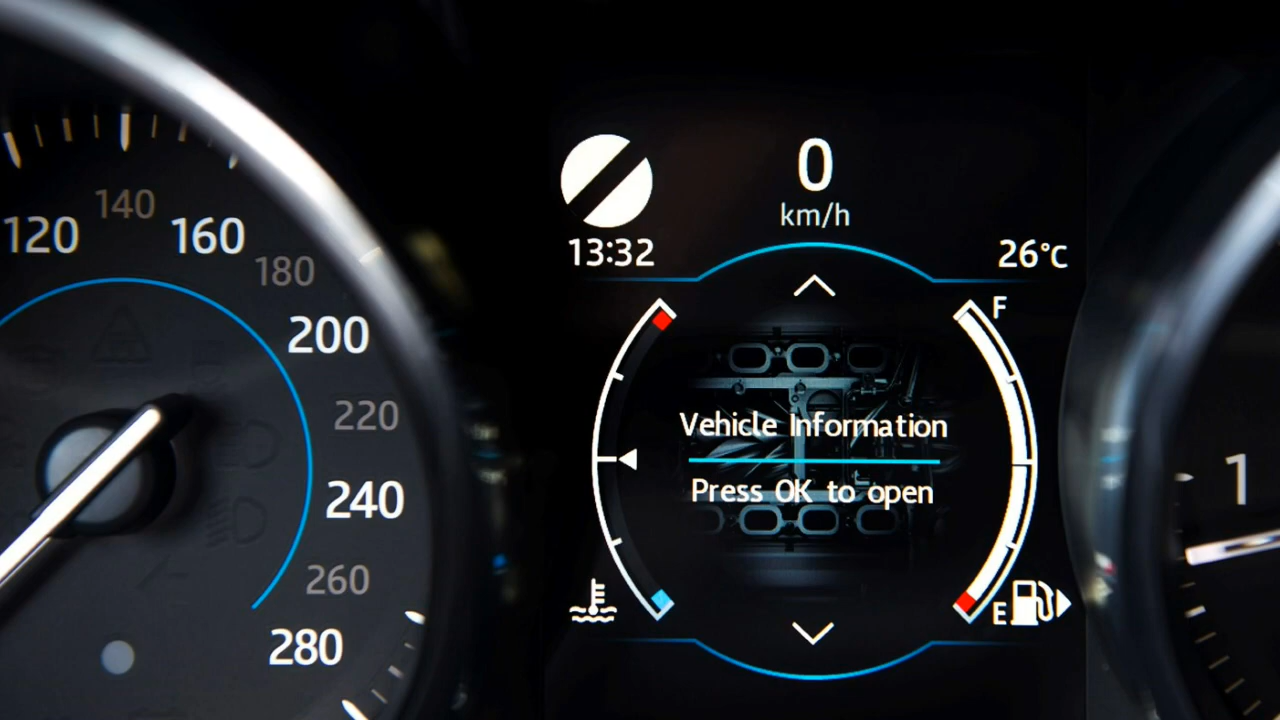 120
140
160
180
200
220
240
260
280
0
km/h
13:32
26°C
F
Vehicle Information
Press OK to open
E
1